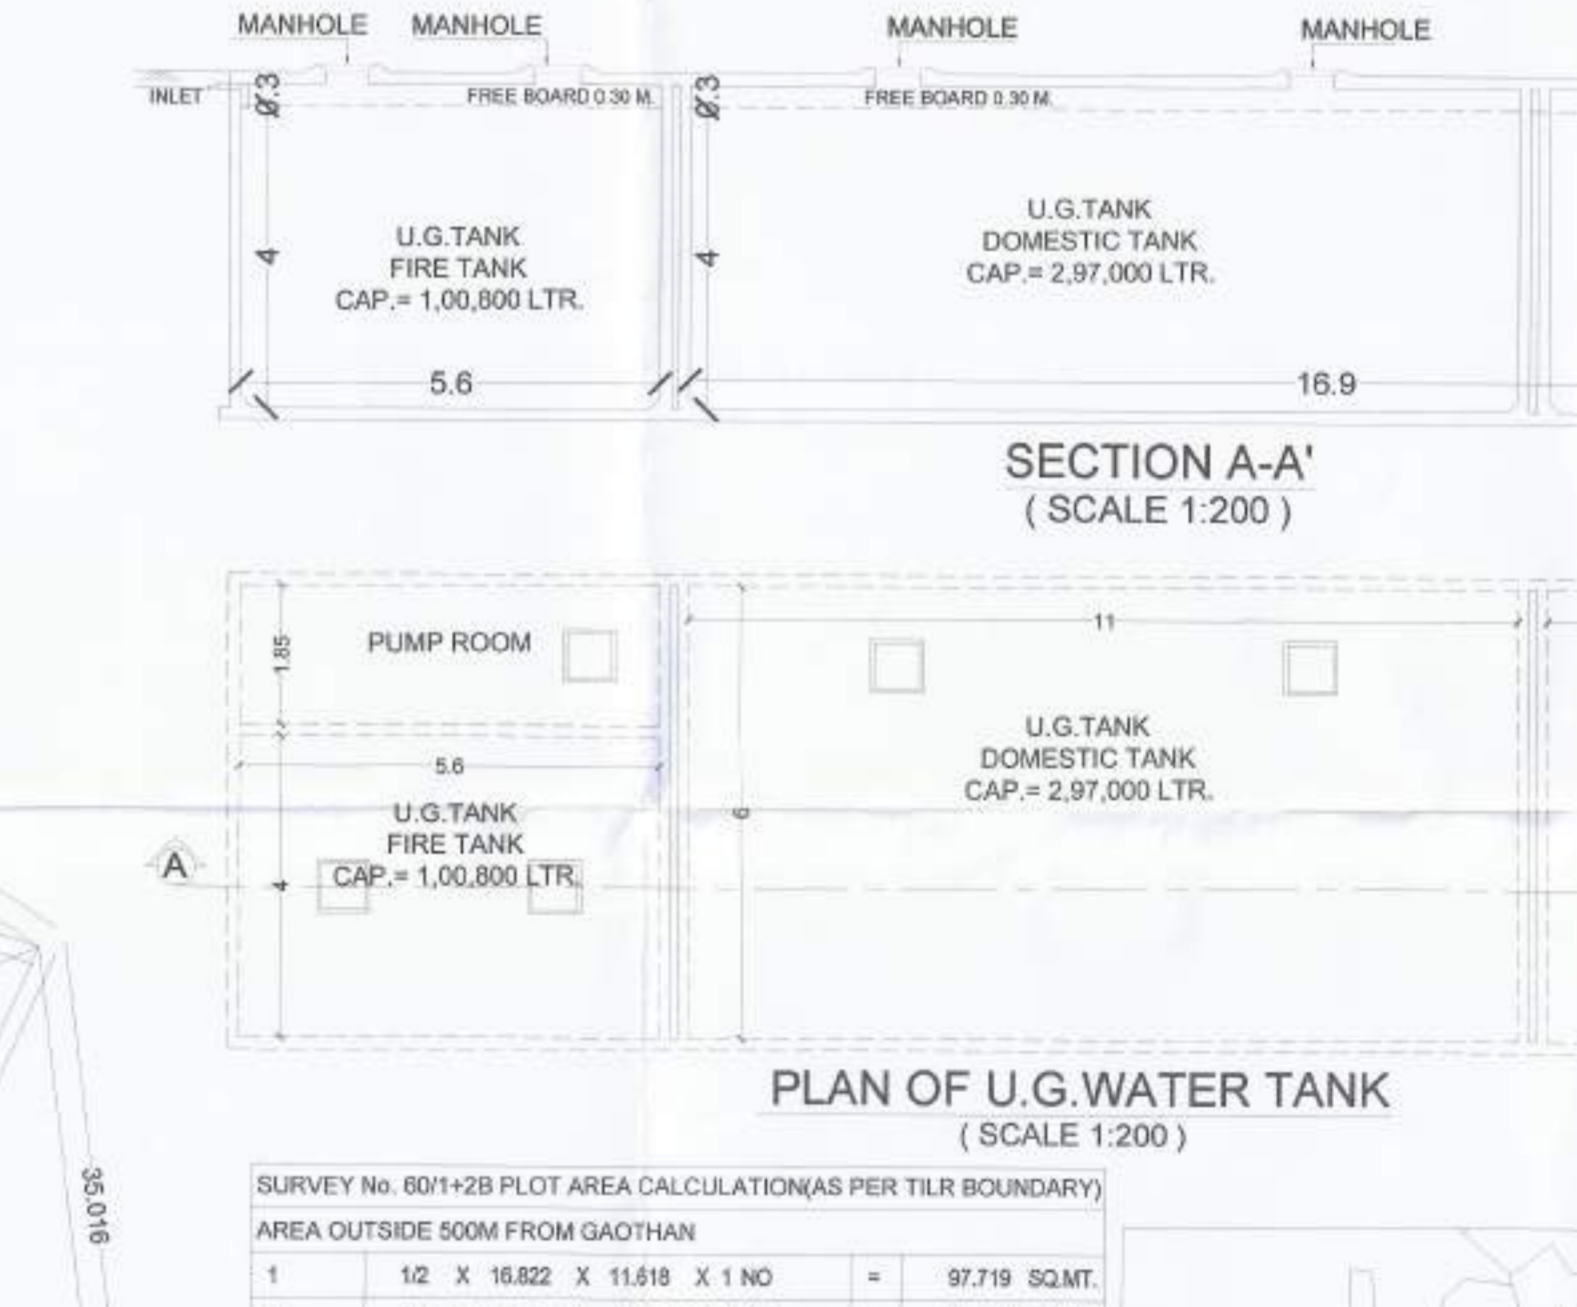 MANHOLE MANHOLE MANHOLE MANHOLE
INLET 0.3 FREE BOARD 0.30 M. 0.3 FREE BOARD 0.30 M.
U.G.TANK
FIRE TANK
CAP.= 1,00,800 LTR.
4
5.6
U.G.TANK
DOMESTIC TANK
CAP.= 2,97,000 LTR.
4
16.9
SECTION A-A'
( SCALE 1:200 )
1.85
PUMP ROOM
5.6
U.G.TANK
FIRE TANK
CAP.= 1,00,800 LTR.
4
A
11
U.G.TANK
DOMESTIC TANK
CAP.= 2,97,000 LTR.
6
PLAN OF U.G.WATER TANK
( SCALE 1:200 )
35.016
SURVEY No. 60/1+2B PLOT AREA CALCULATION(AS PER TILR BOUNDARY)
AREA OUTSIDE 500M FROM GAOTHAN
1 1/2 X 16.822 X 11.618 X 1 NO = 97.719 SQ.MT.